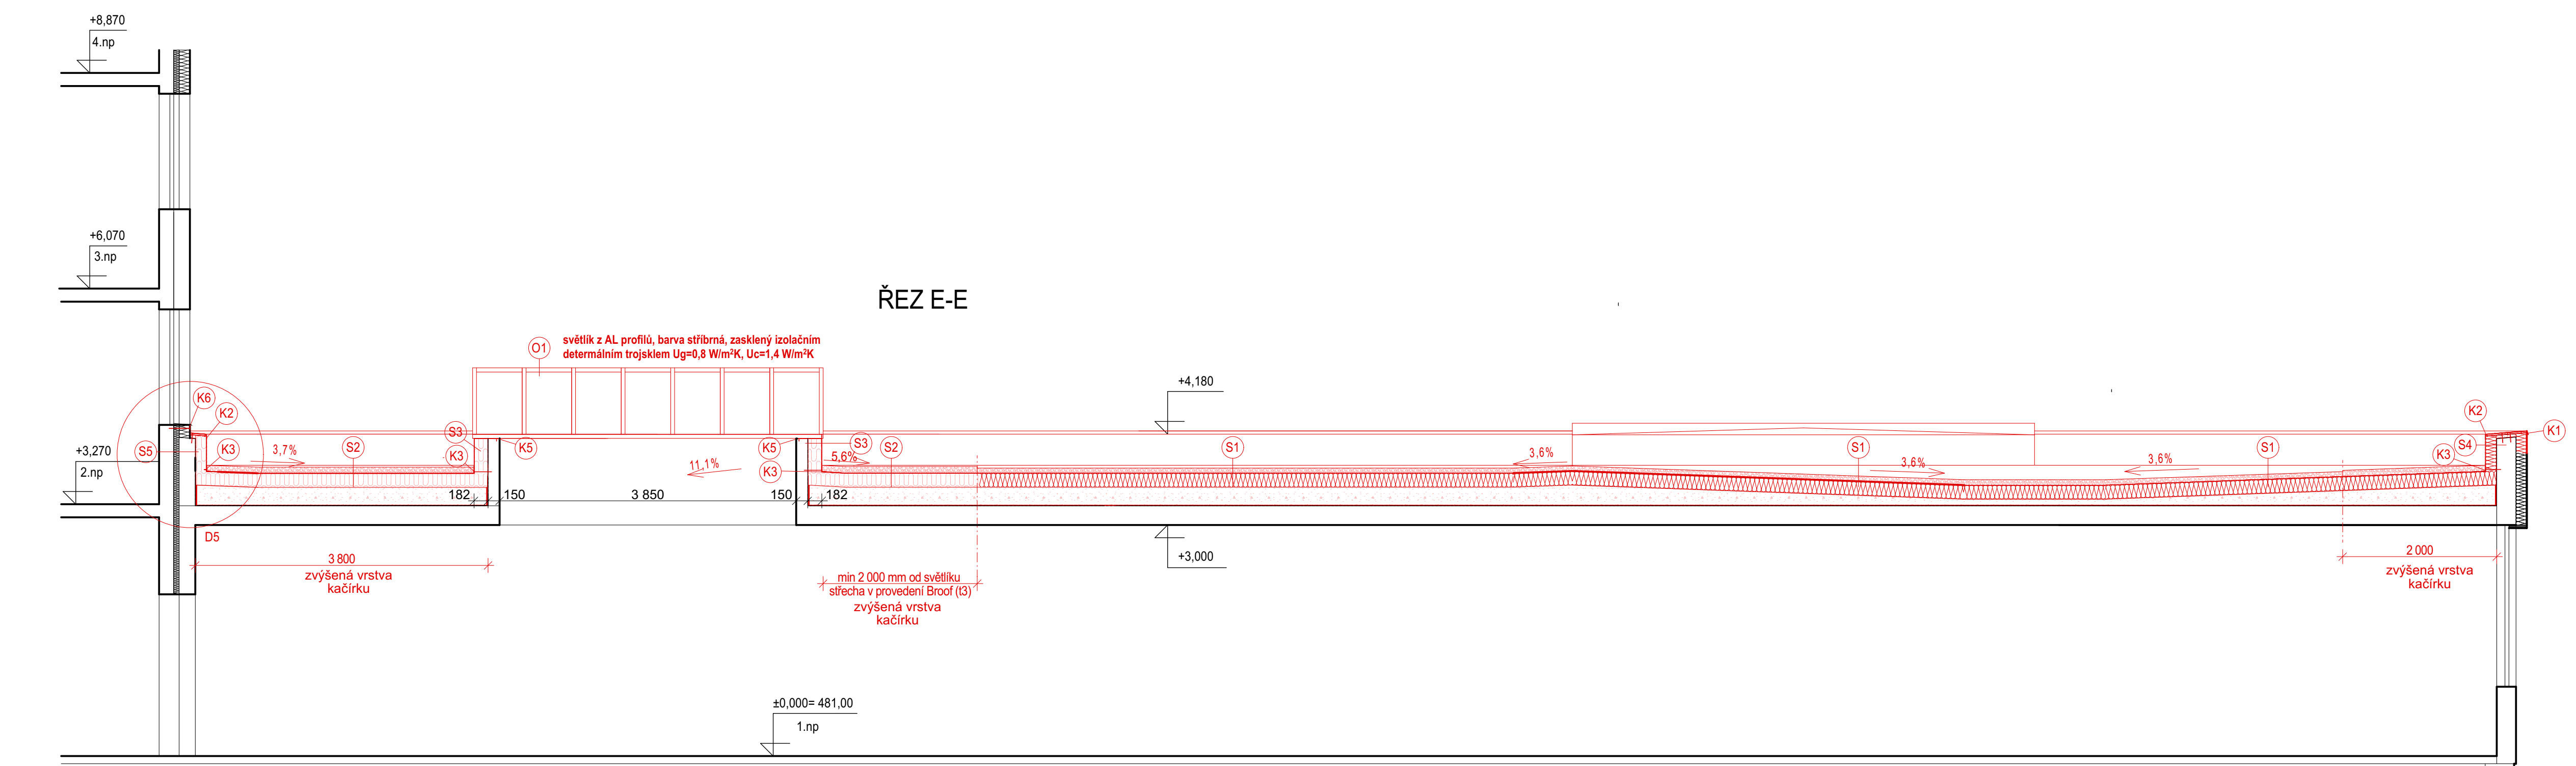 +8,870
4.np
+6,070
3.np
ŘEZ E-E
O1
světlík z AL profilů, barva stříbrná, zasklený izolačním
determálním trojsklem Ug=0,8 W/m²K, Uc=1,4 W/m²K
+4,180
K6
K2
K2
K1
S5
K3
3,7%
S2
S3
K3
K5
K5
S3
K3
5,6%
S2
11,1%
S1
3,6%
S1
3,6%
3,6%
S1
S4
K3
+3,270
2.np
182
150
3 850
150
182
D5
3 800
zvýšená vrstva
kačírku
min 2 000 mm od světlíku
střecha v provedení Broof (t3)
zvýšená vrstva
kačírku
+3,000
2 000
zvýšená vrstva
kačírku
±0,000= 481,00
1.np